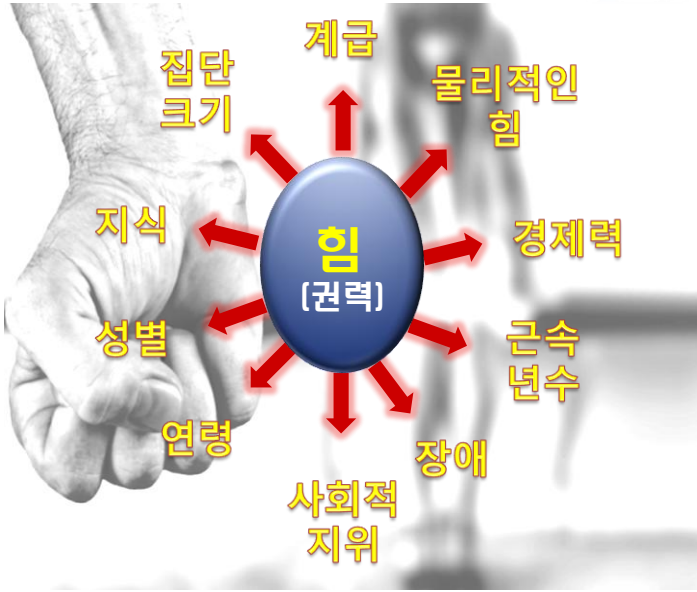 계급
집단
크기
물리적인
힘
지식
힘
(권력)
경제력
성별
근속
년수
연령
장애
사회적
지위